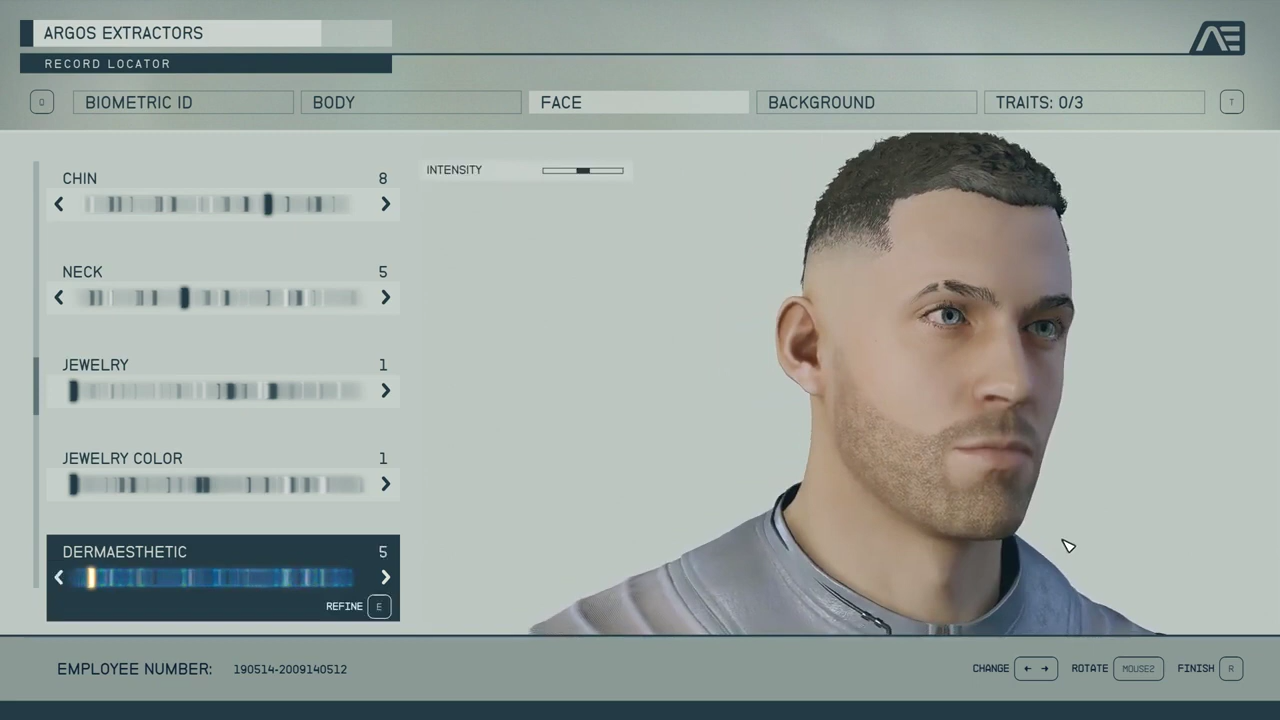 ARGOS EXTRACTORS
AE
RECORD LOCATOR
Q BIOMETRIC ID BODY FACE BACKGROUND TRAITS: 0/3 T
CHIN 8
INTENSITY
NECK 5
JEWELRY 1
JEWELRY COLOR 1
DERMAESTHETIC 5
REFINE E
EMPLOYEE NUMBER: 190514-2009140512
CHANGE ← → ROTATE MOUSE2 FINISH R